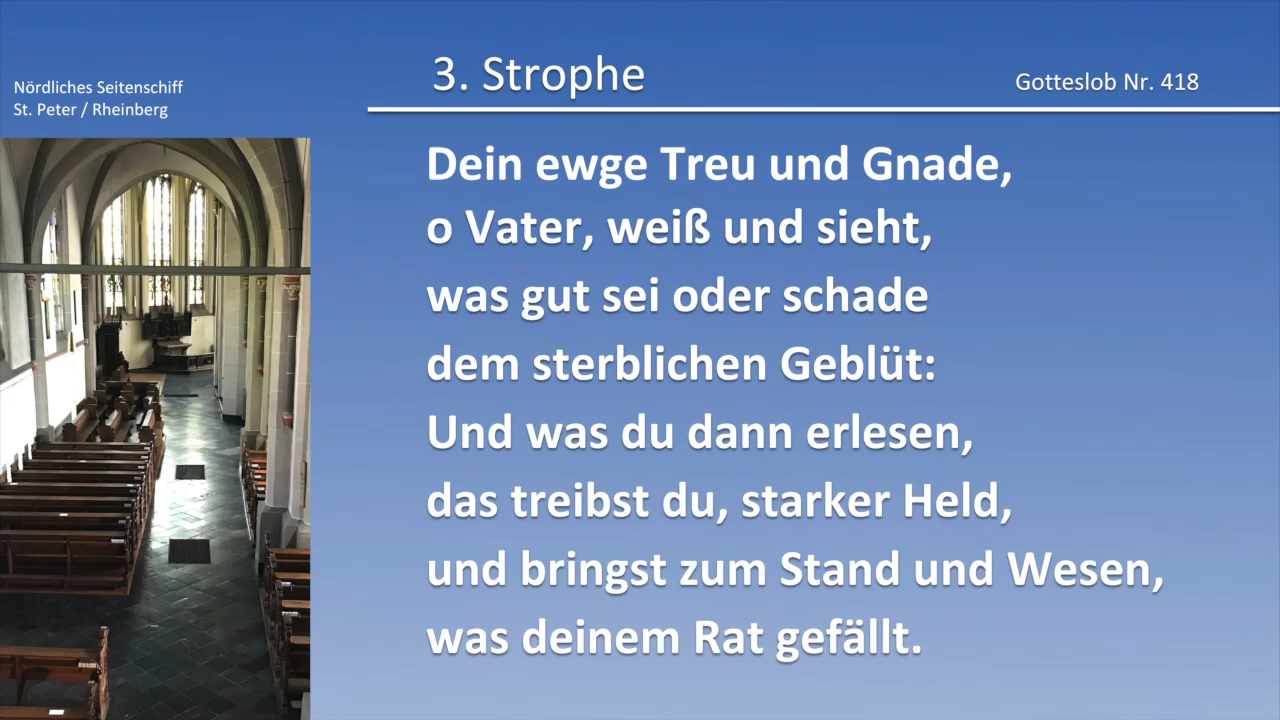 Nördliches Seitenschiff
St. Peter / Rheinberg
3. Strophe
Gotteslob Nr. 418
Dein ewge Treu und Gnade,
o Vater, weiß und sieht,
was gut sei oder schade
dem sterblichen Geblüt:
Und was du dann erlesen,
das treibst du, starker Held,
und bringst zum Stand und Wesen,
was deinem Rat gefällt.